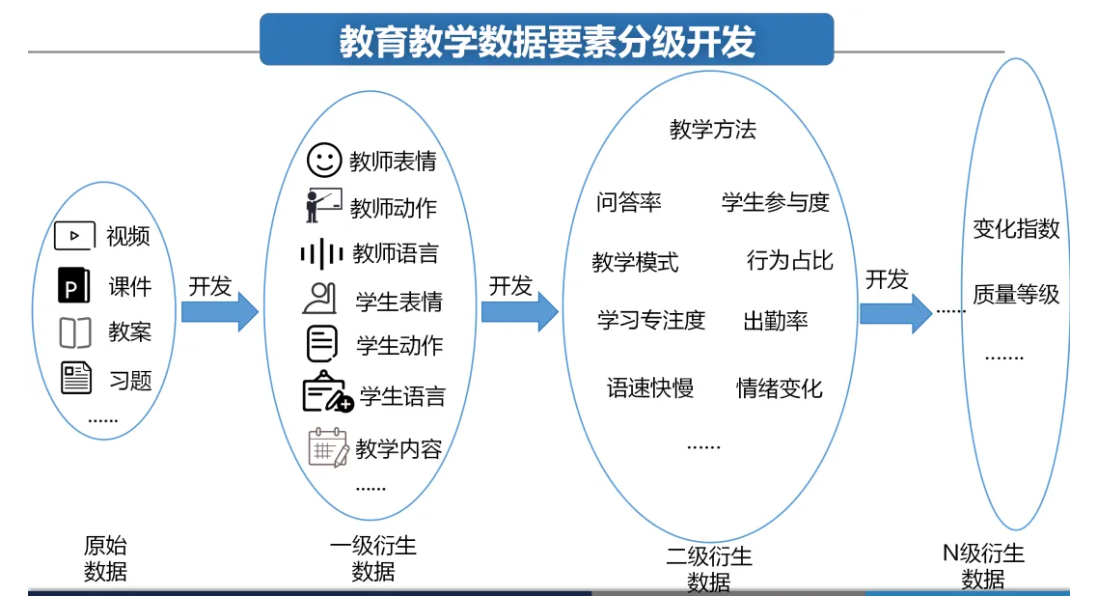 教育教学数据要素分级开发
视频
课件
教案
习题
......
原始
数据
开发
教师表情
教师动作
教师语言
学生表情
学生动作
学生语言
教学内容
......
一级衍生
数据
开发
教学方法
问答率 学生参与度
教学模式 行为占比
学习专注度 出勤率
语速快慢 情绪变化
......
二级衍生
数据
开发
......
变化指数
质量等级
.......
N级衍生
数据
P